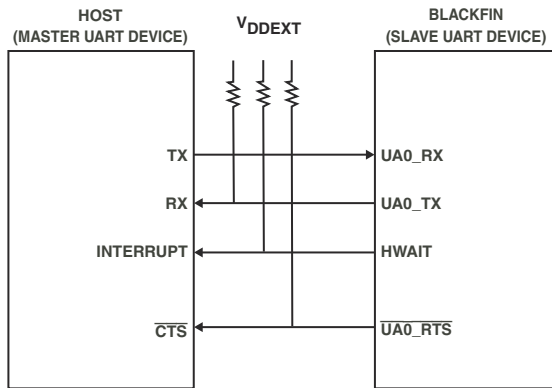 HOST
(MASTER UART DEVICE)
VDDEXT
BLACKFIN
(SLAVE UART DEVICE)
TX
UA0_RX
RX
UA0_TX
INTERRUPT
HWAIT
CTS
UA0_RTS